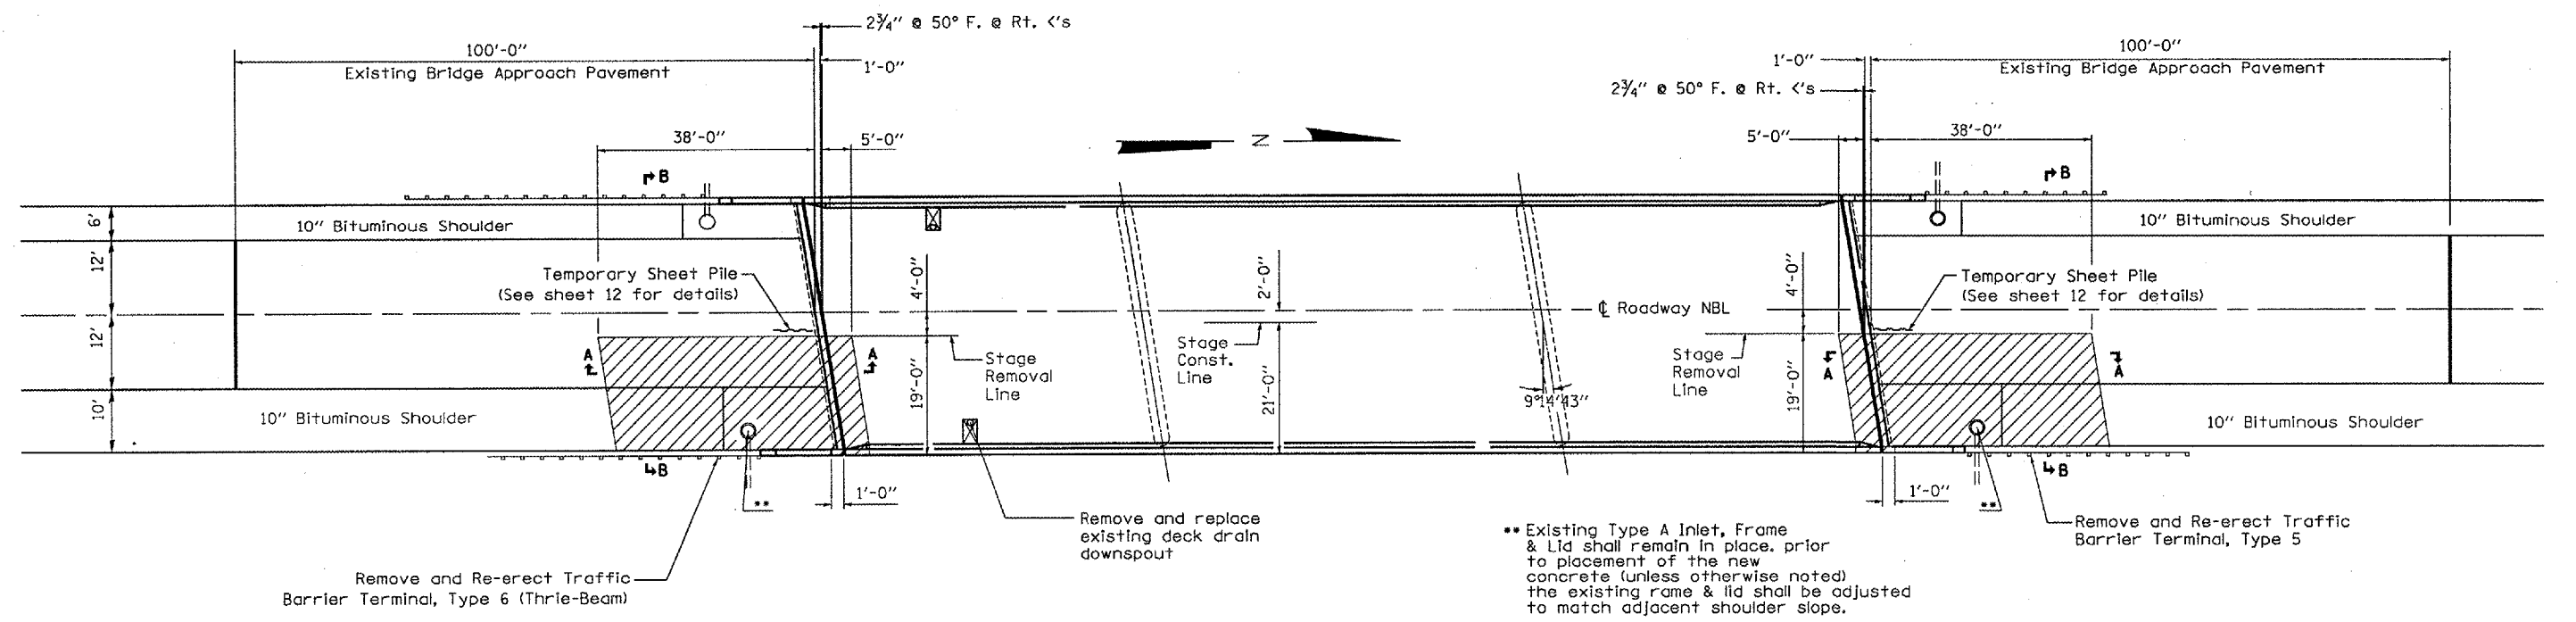 2¾" @ 50° F. @ Rt. <'s
100'-0"
Existing Bridge Approach Pavement
1'-0"
1'-0"
100'-0"
Existing Bridge Approach Pavement
2¾" @ 50° F. @ Rt. <'s
38'-0"
5'-0"
N
5'-0"
38'-0"
B
B
6'
10" Bituminous Shoulder
10" Bituminous Shoulder
12'
Temporary Sheet Pile
(See sheet 12 for details)
4'-0"
2'-0"
4'-0"
Temporary Sheet Pile
(See sheet 12 for details)
℄ Roadway NBL
12'
A
A
Stage
Removal
Line
Stage
Const.
Line
Stage
Removal
Line
A
A
19'-0"
21'-0"
9°14'43"
19'-0"
10'
10" Bituminous Shoulder
10" Bituminous Shoulder
B
B
**
1'-0"
1'-0"
**
Remove and replace
existing deck drain
downspout
** Existing Type A Inlet, Frame
& Lid shall remain in place. prior
to placement of the new
concrete (unless otherwise noted)
the existing rame & lid shall be adjusted
to match adjacent shoulder slope.
Remove and Re-erect Traffic
Barrier Terminal, Type 5
Remove and Re-erect Traffic
Barrier Terminal, Type 6 (Thrie-Beam)